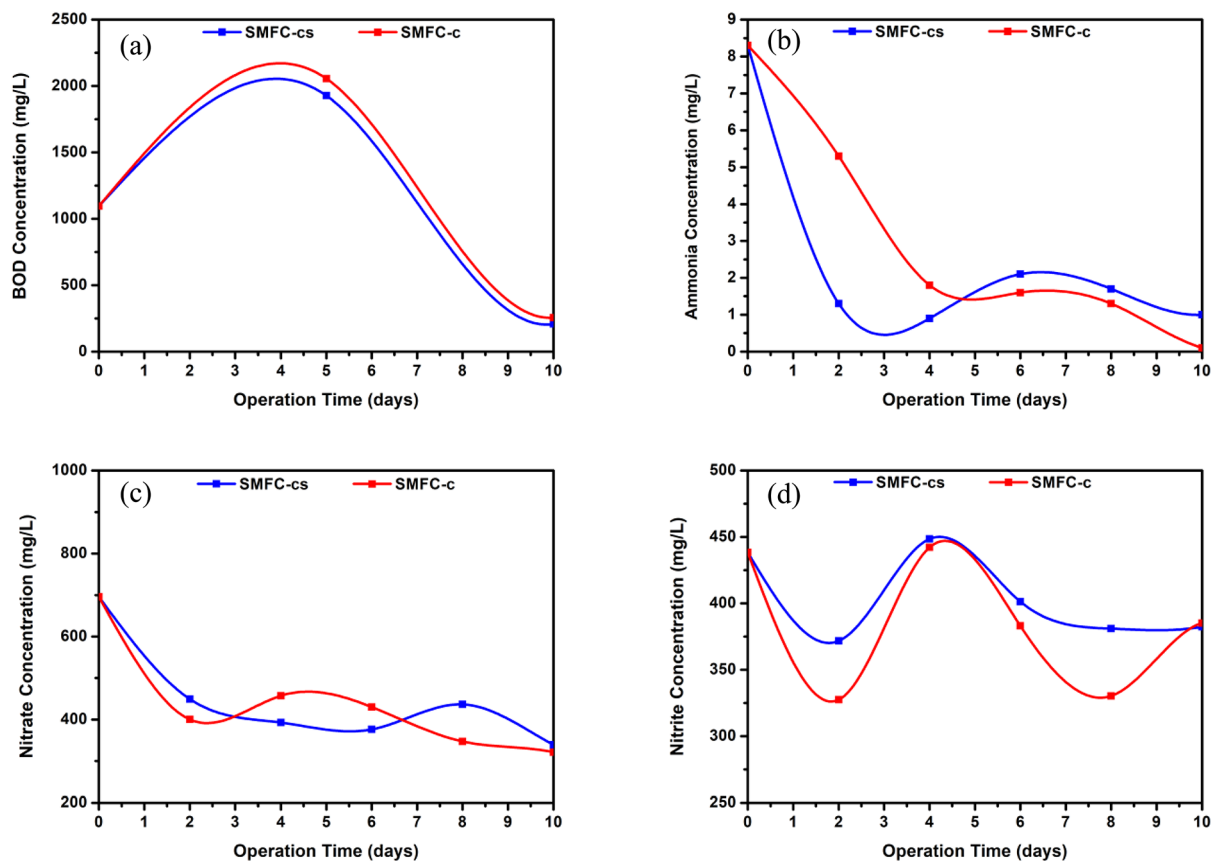 (a)
SMFC-cs SMFC-c
BOD Concentration (mg/L)
2500
2000
1500
1000
500
0
0 1 2 3 4 5 6 7 8 9 10
Operation Time (days)
(b)
SMFC-cs SMFC-c
Ammonia Concentration (mg/L)
9
8
7
6
5
4
3
2
1
0
0 1 2 3 4 5 6 7 8 9 10
Operation Time (days)
(c)
SMFC-cs SMFC-c
Nitrate Concentration (mg/L)
1000
800
600
400
200
0 1 2 3 4 5 6 7 8 9 10
Operation Time (days)
(d)
SMFC-cs SMFC-c
Nitrite Concentration (mg/L)
500
450
400
350
300
250
0 1 2 3 4 5 6 7 8 9 10
Operation Time (days)